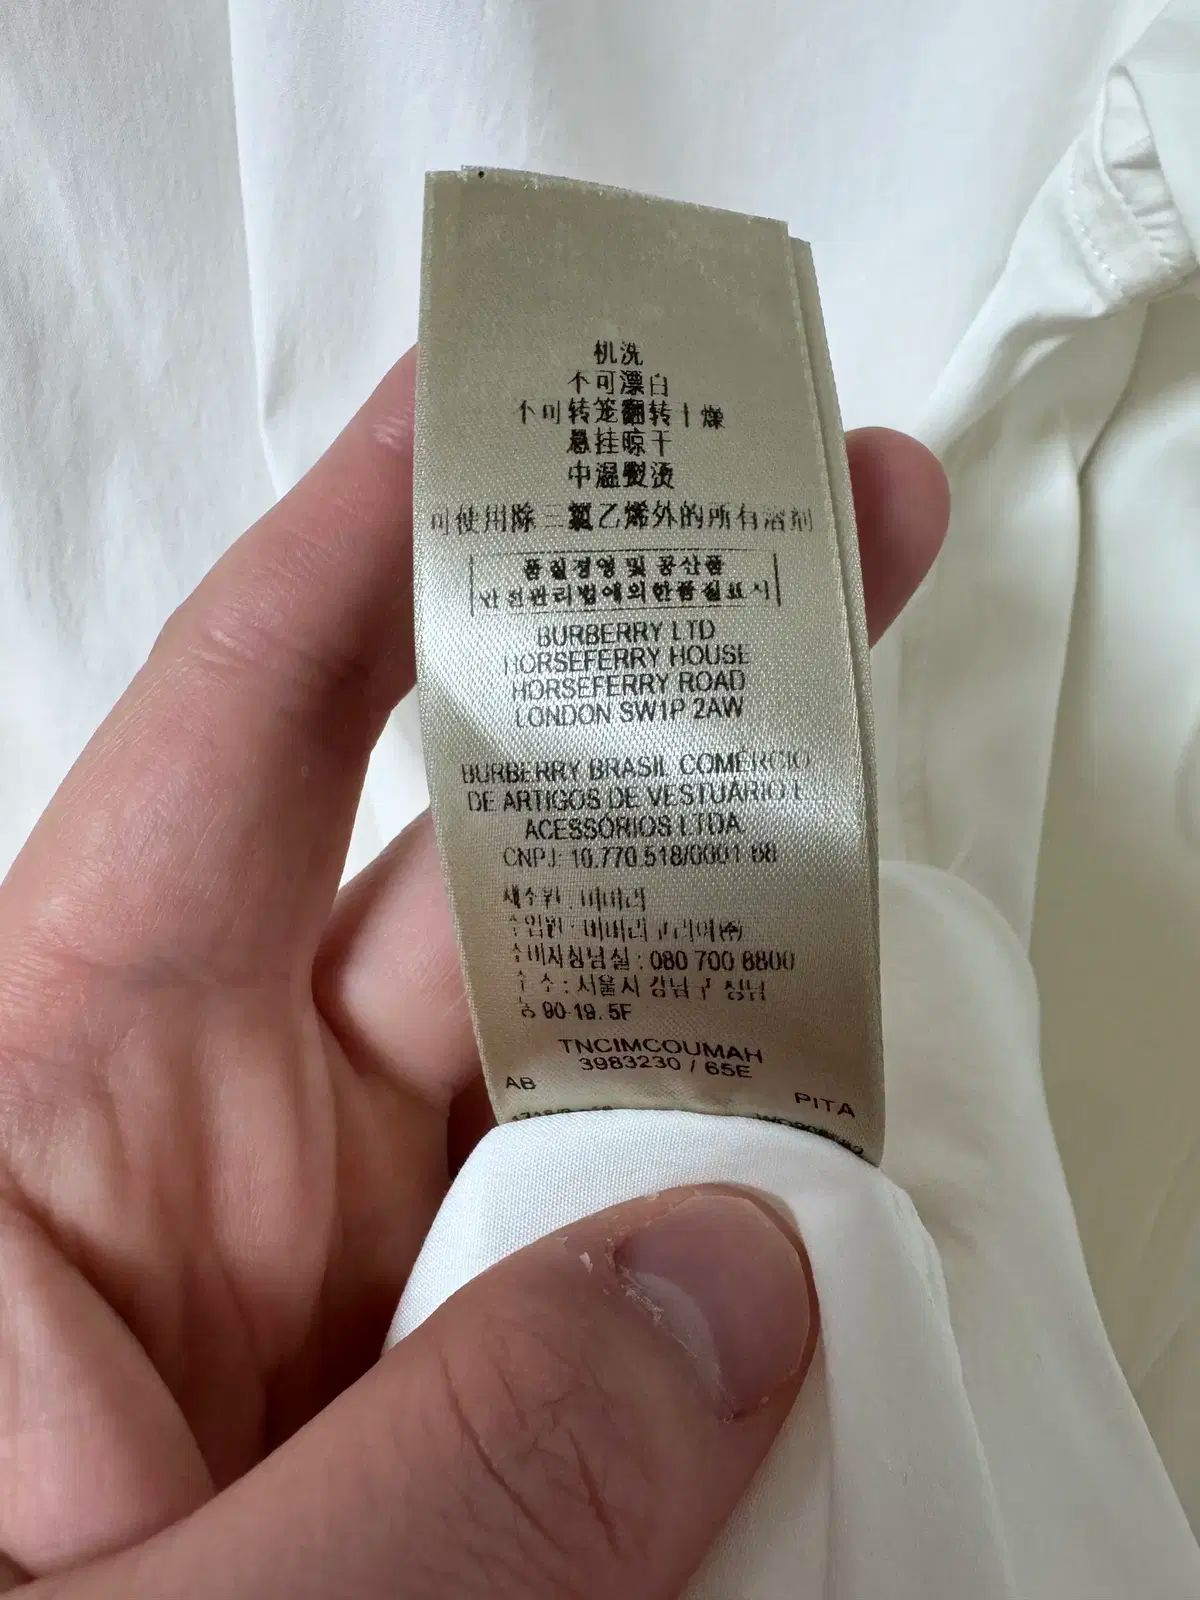 机洗
不可漂白
不可转笼翻转干燥
悬挂晾干
中温熨烫
可使用除三氯乙烯外的所有溶剂
품질경영 및 공산품
안전관리법에의한품질표시
BURBERRY LTD
HORSEFERRY HOUSE
HORSEFERRY ROAD
LONDON SW1P 2AW
BURBERRY BRASIL COMÉRCIO
DE ARTIGOS DE VESTUÁRIO E
ACESSORIOS LTDA
CNPJ: 10.770.518/0001
제조원 : 버버리
수입원 : 버버리코리아㈜
소비자상담실 : 080 700 8800
주 소 : 서울시 강남구
90-19. 5F
TNCIMCOUMAH
3983230 / 65E
AB
PITA